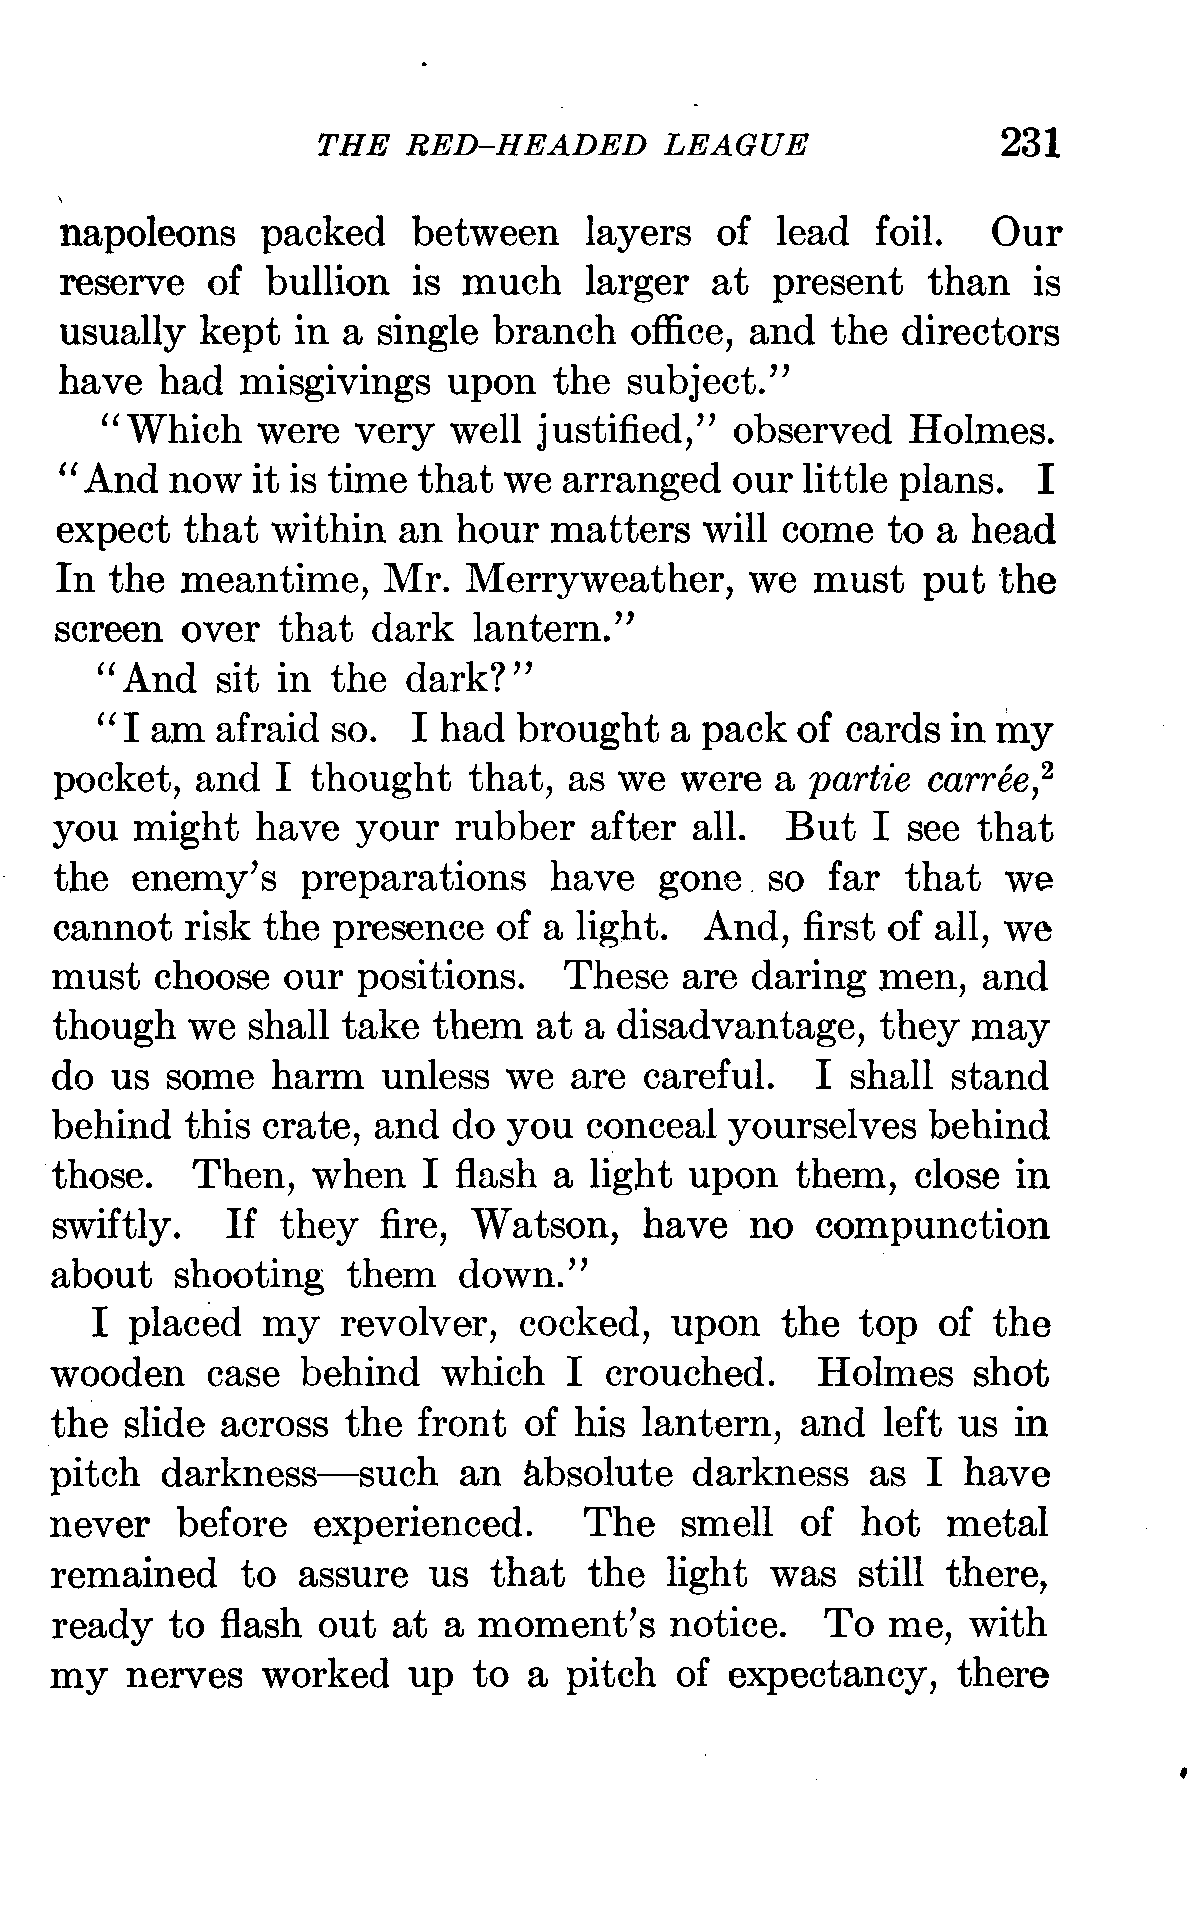 THE RED-HEADED LEAGUE 231
napoleons packed between layers of lead foil. Our
reserve of bullion is much larger at present than is
usually kept in a single branch office, and the directors
have had misgivings upon the subject."
"Which were very well justified," observed Holmes.
"And now it is time that we arranged our little plans. I
expect that within an hour matters will come to a head
In the meantime, Mr. Merryweather, we must put the
screen over that dark lantern."
"And sit in the dark?"
"I am afraid so. I had brought a pack of cards in my
pocket, and I thought that, as we were a partie carrée,²
you might have your rubber after all. But I see that
the enemy's preparations have gone so far that we
cannot risk the presence of a light. And, first of all, we
must choose our positions. These are daring men, and
though we shall take them at a disadvantage, they may
do us some harm unless we are careful. I shall stand
behind this crate, and do you conceal yourselves behind
those. Then, when I flash a light upon them, close in
swiftly. If they fire, Watson, have no compunction
about shooting them down."
I placed my revolver, cocked, upon the top of the
wooden case behind which I crouched. Holmes shot
the slide across the front of his lantern, and left us in
pitch darkness—such an absolute darkness as I have
never before experienced. The smell of hot metal
remained to assure us that the light was still there,
ready to flash out at a moment's notice. To me, with
my nerves worked up to a pitch of expectancy, there